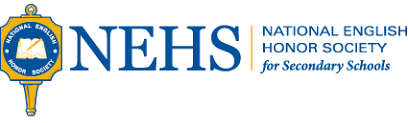 NATIONAL ENGLISH
HONOR SOCIETY
NEHS
NATIONAL ENGLISH
HONOR SOCIETY
for Secondary Schools